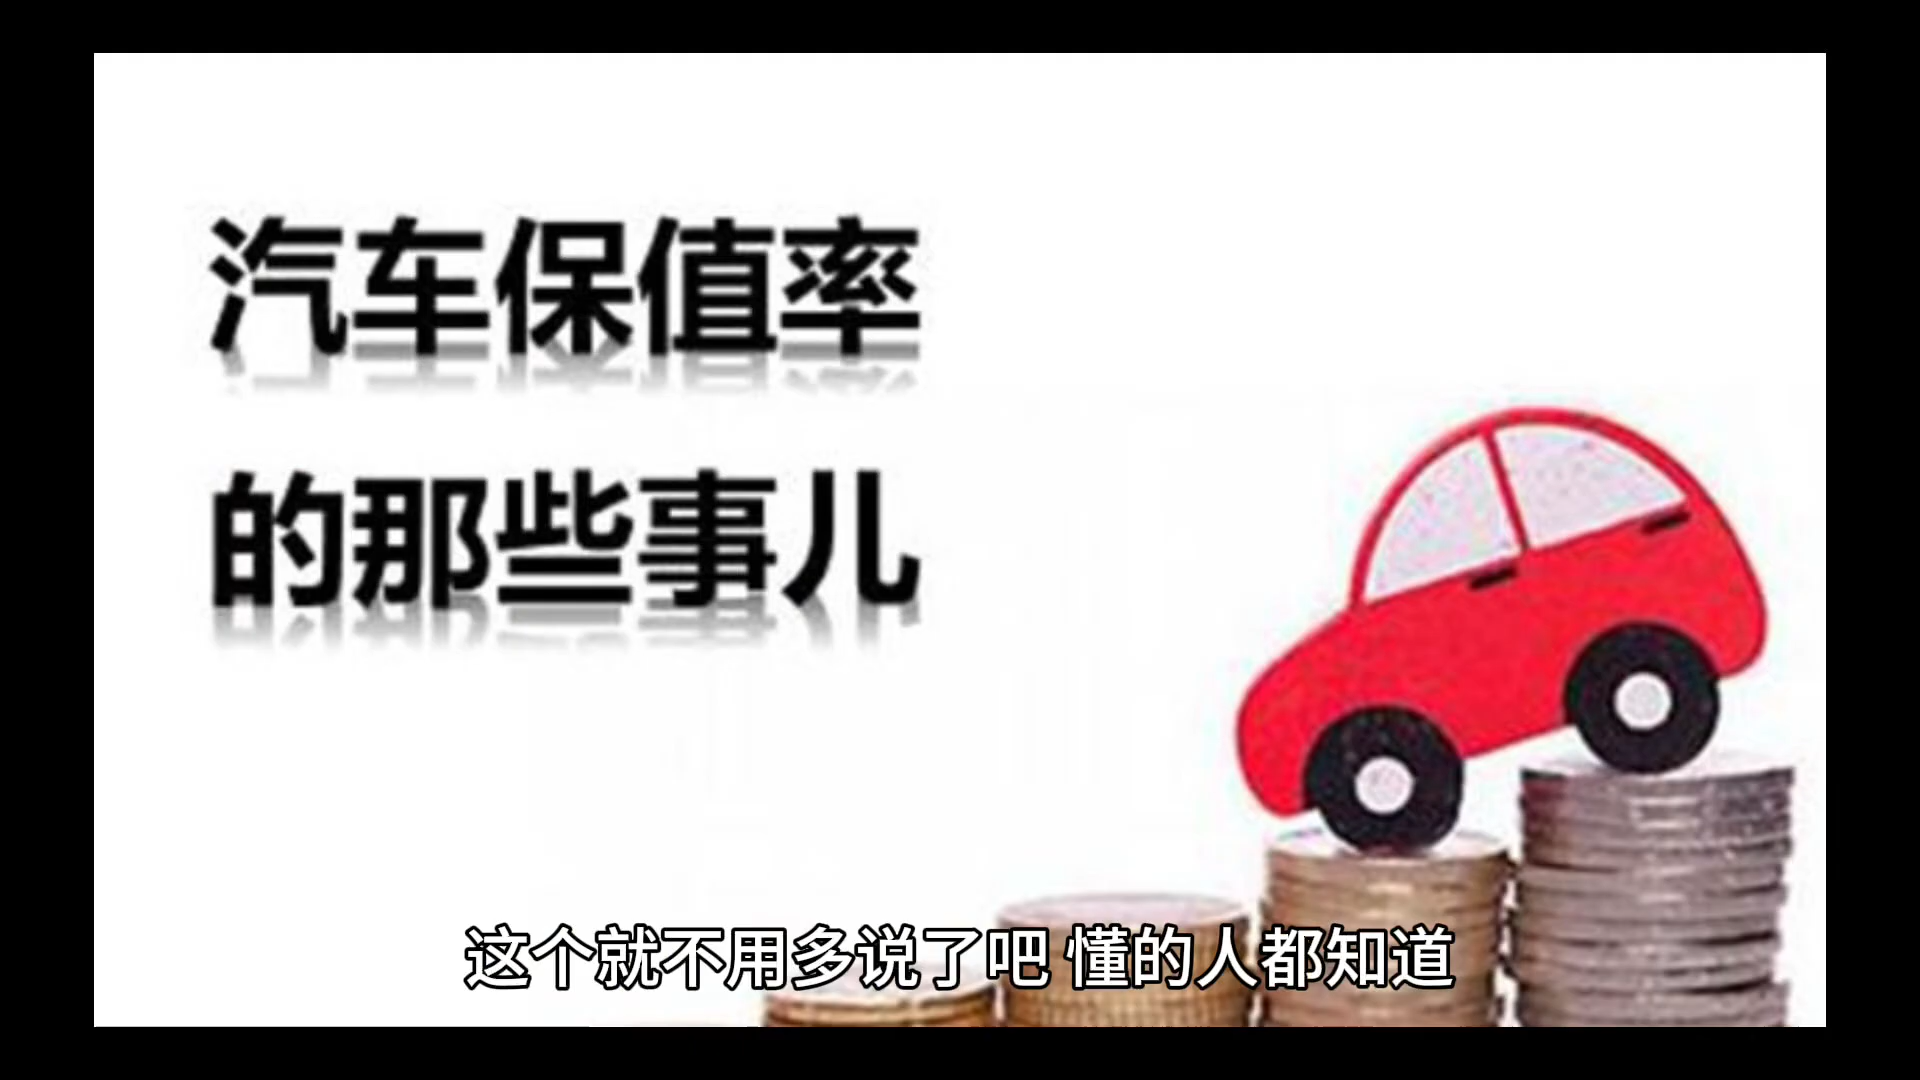 汽车保值率
的那些事儿
这个就不用多说了吧 懂的人都知道